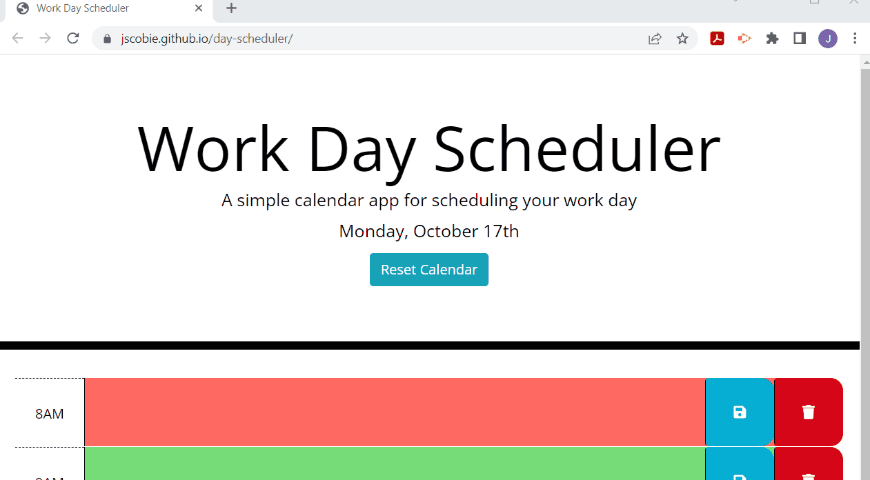 Work Day Scheduler
jscobie.github.io/day-scheduler/
J
Work Day Scheduler
A simple calendar app for scheduling your work day
Monday, October 17th
Reset Calendar
8AM